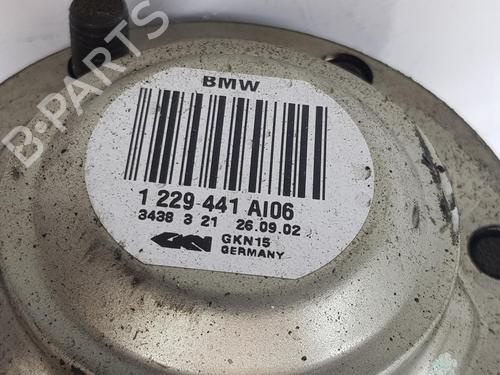 B-PARTS
BMW
1 229 441 AI06
3438 3 21 26.09.02
GKN
GKN15
GERMANY